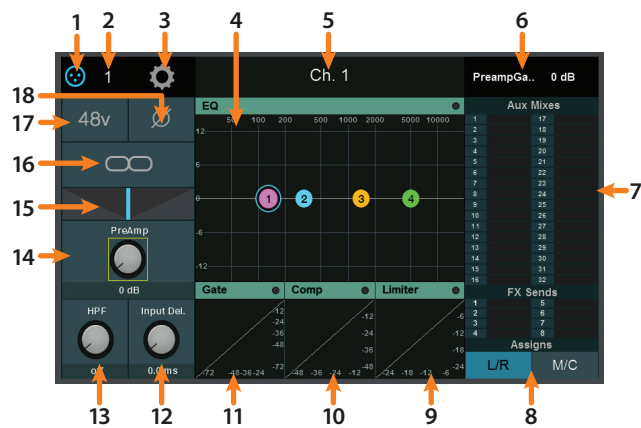 1 2 3 4 5 6
1 Ch. 1 PreampGa.. 0 dB
18
17 48v
EQ
50 100 200 500 1000 2000 5000 10000
12
6
0
-6
-12
1 2 3 4
16
15
14 PreAmp
0 dB
HPF Input Del.
off 0.0 ms
Gate Comp Limiter
-12
-24
-36
-72
-72 -48 -36 -24
-12
-24
-36
-48
-48 -36 -24 -12
-6
-12
-18
-24
-24 -18 -12 -6
Aux Mixes
1 17
2 18
3 19
4 20
5 21
6 22
7 23
8 24
9 25
10 26
11 27
12 28
13 29
14 30
15 31
16 32
7
FX Sends
1 5
2 6
3 7
4 8
Assigns
L/R M/C
13 12 11 10 9 8